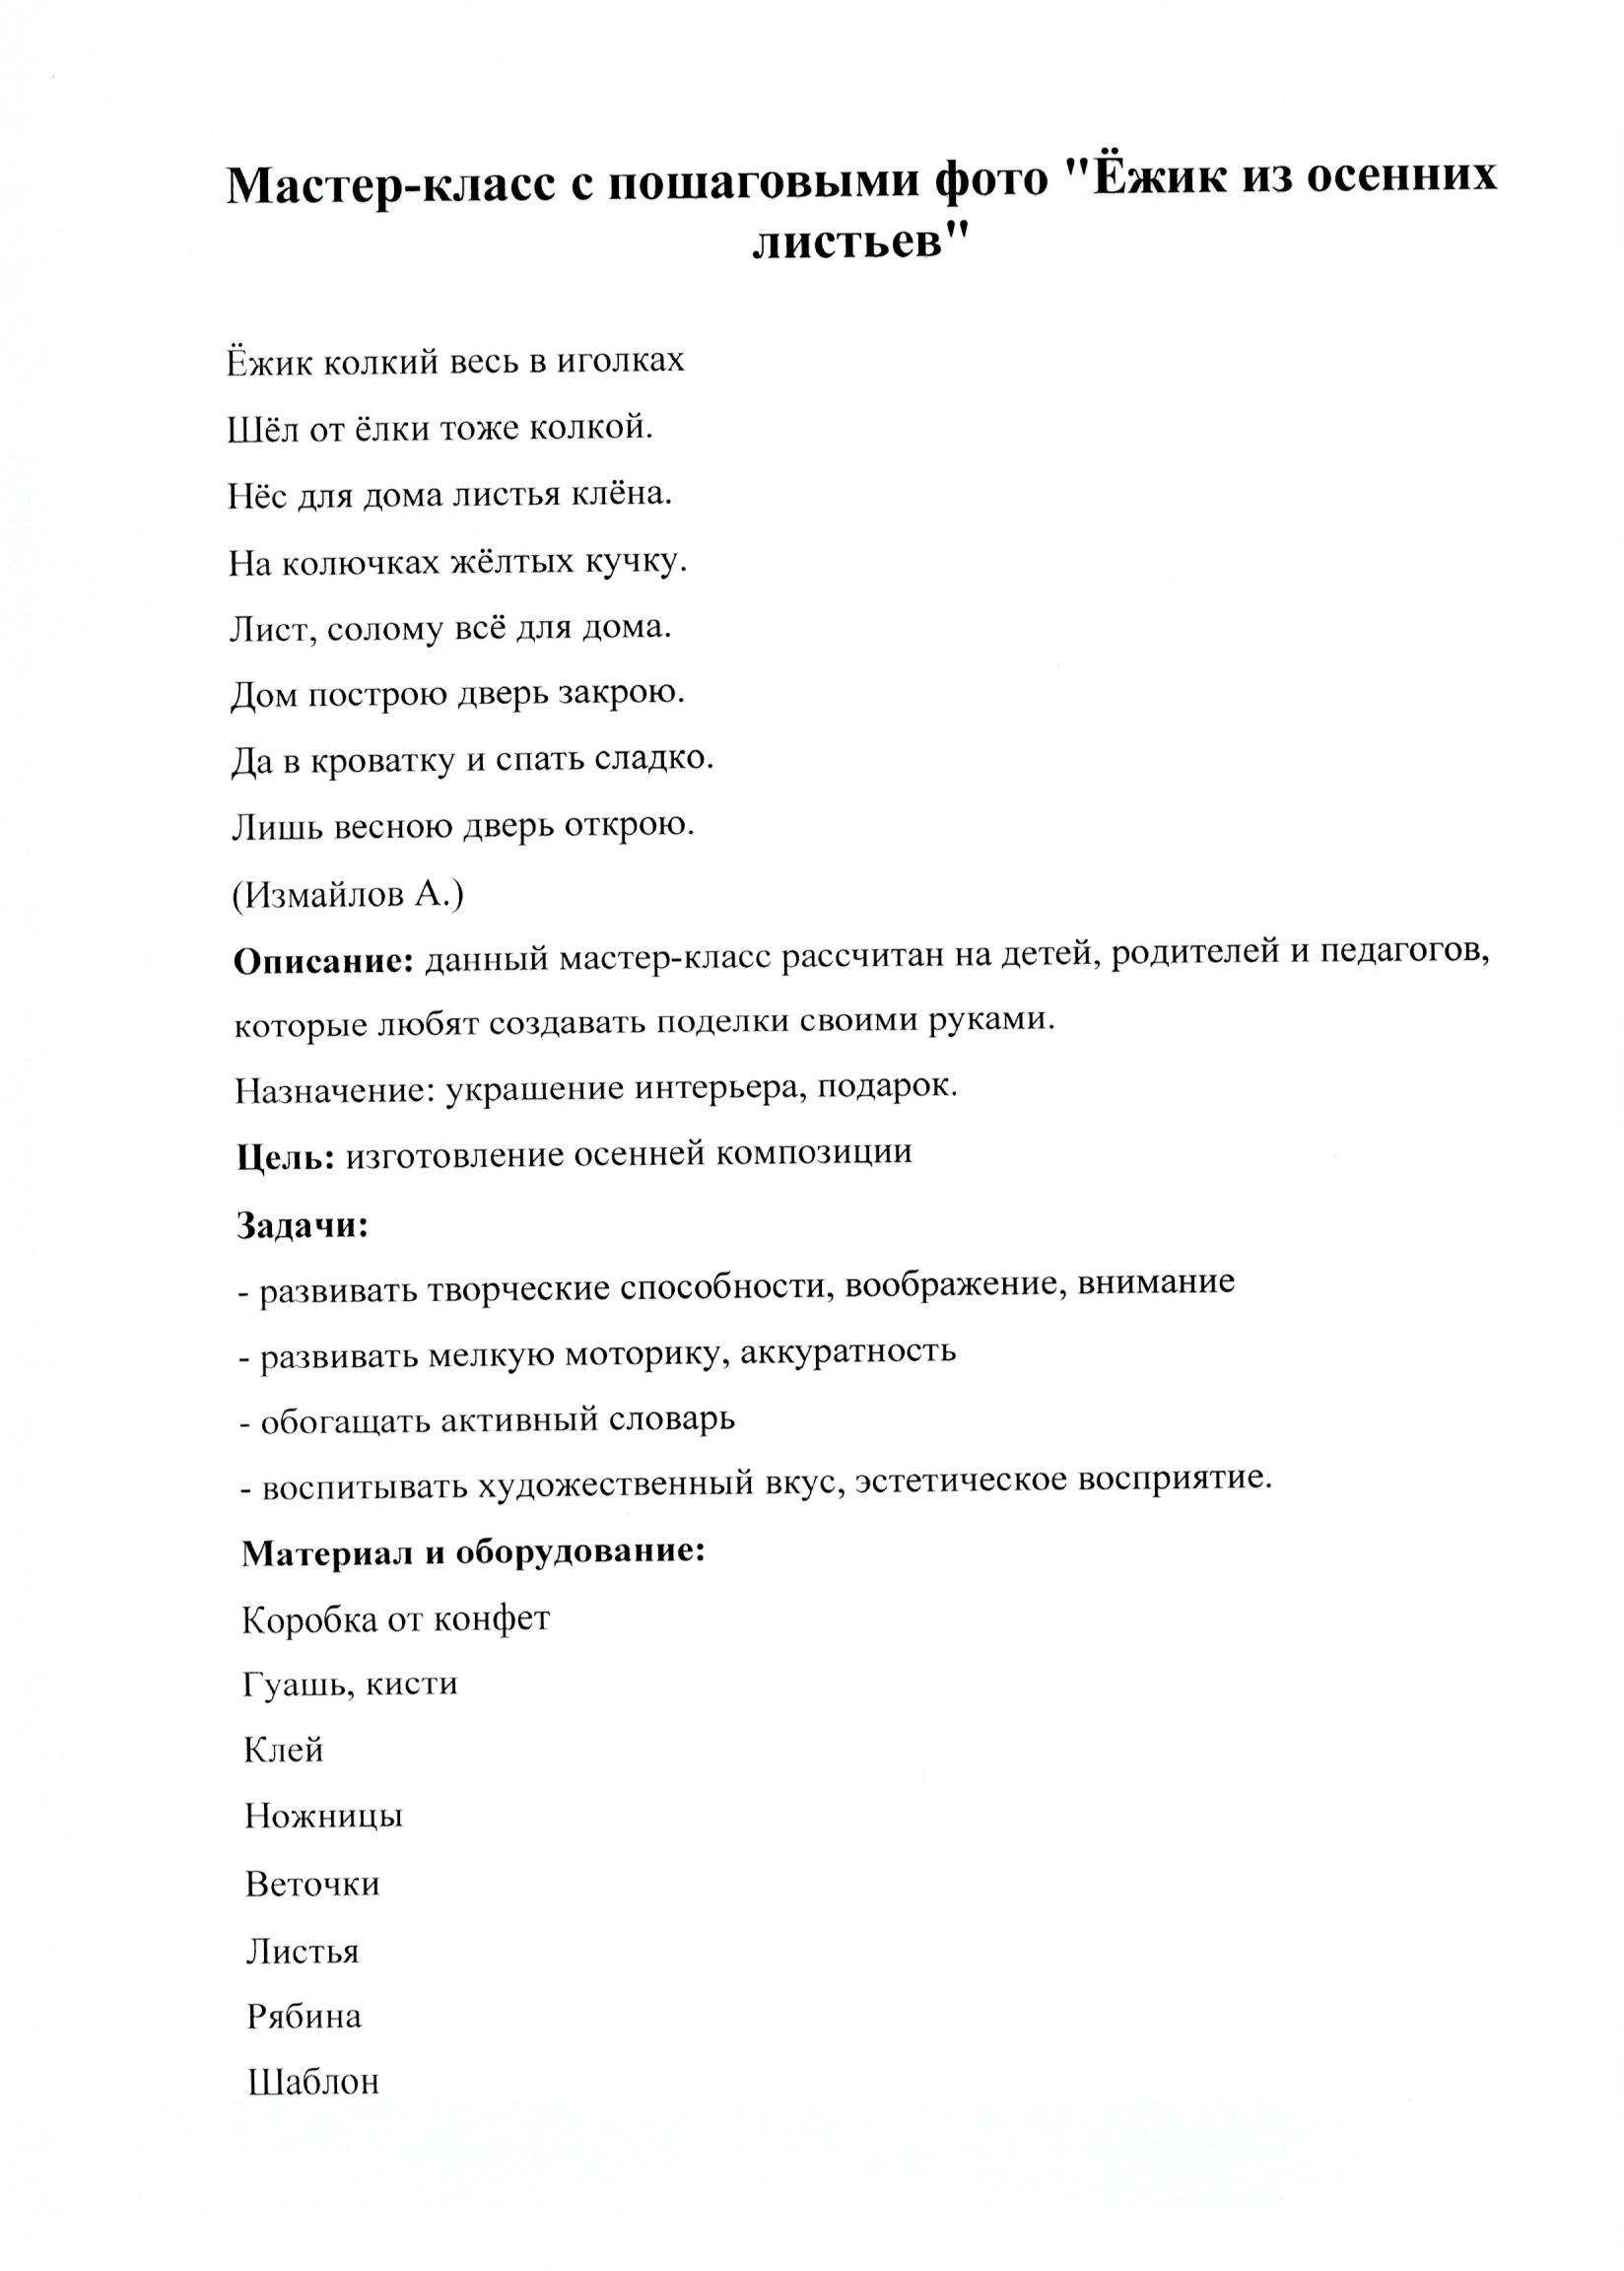 Мастер-класс с пошаговыми фото "Ёжик из осенних
листьев"
Ёжик колкий весь в иголках
Шёл от ёлки тоже колкой.
Нёс для дома листья клёна.
На колючках жёлтых кучку.
Лист, солому всё для дома.
Дом построю дверь закрою.
Да в кроватку и спать сладко.
Лишь весною дверь открою.
(Измайлов А.)
Описание: данный мастер-класс рассчитан на детей, родителей и педагогов,
которые любят создавать поделки своими руками.
Назначение: украшение интерьера, подарок.
Цель: изготовление осенней композиции
Задачи:
- развивать творческие способности, воображение, внимание
- развивать мелкую моторику, аккуратность
- обогащать активный словарь
- воспитывать художественный вкус, эстетическое восприятие.
Материал и оборудование:
Коробка от конфет
Гуашь, кисти
Клей
Ножницы
Веточки
Листья
Рябина
Шаблон